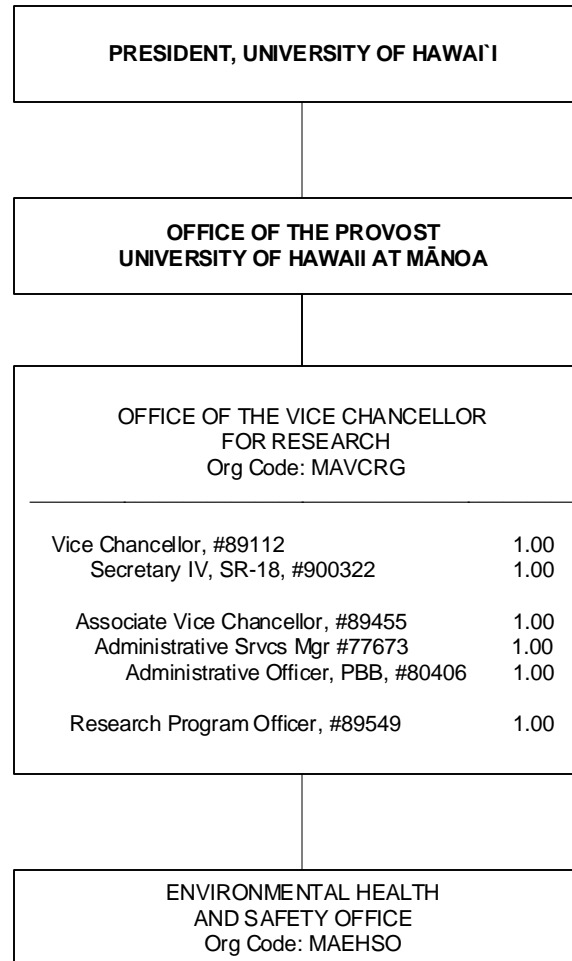 PRESIDENT, UNIVERSITY OF HAWAI`I
OFFICE OF THE PROVOST
UNIVERSITY OF HAWAII AT MĀNOA
OFFICE OF THE VICE CHANCELLOR
FOR RESEARCH
Org Code: MAVCRG
Vice Chancellor, #89112 1.00
Secretary IV, SR-18, #900322 1.00
Associate Vice Chancellor, #89455 1.00
Administrative Srvcs Mgr #77673 1.00
Administrative Officer, PBB, #80406 1.00
Research Program Officer, #89549 1.00
ENVIRONMENTAL HEALTH
AND SAFETY OFFICE
Org Code: MAEHSO